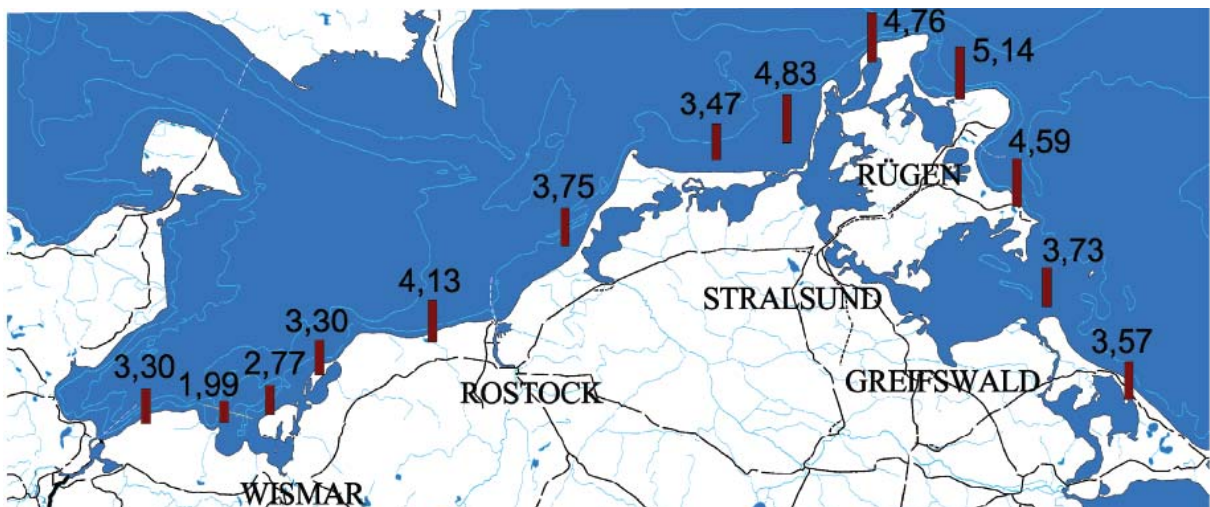 4,76
5,14
4,83
3,47
4,59
RÜGEN
3,75
3,73
STRALSUND
4,13
3,30
3,57
GREIFSWALD
3,30
2,77
1,99
ROSTOCK
WISMAR